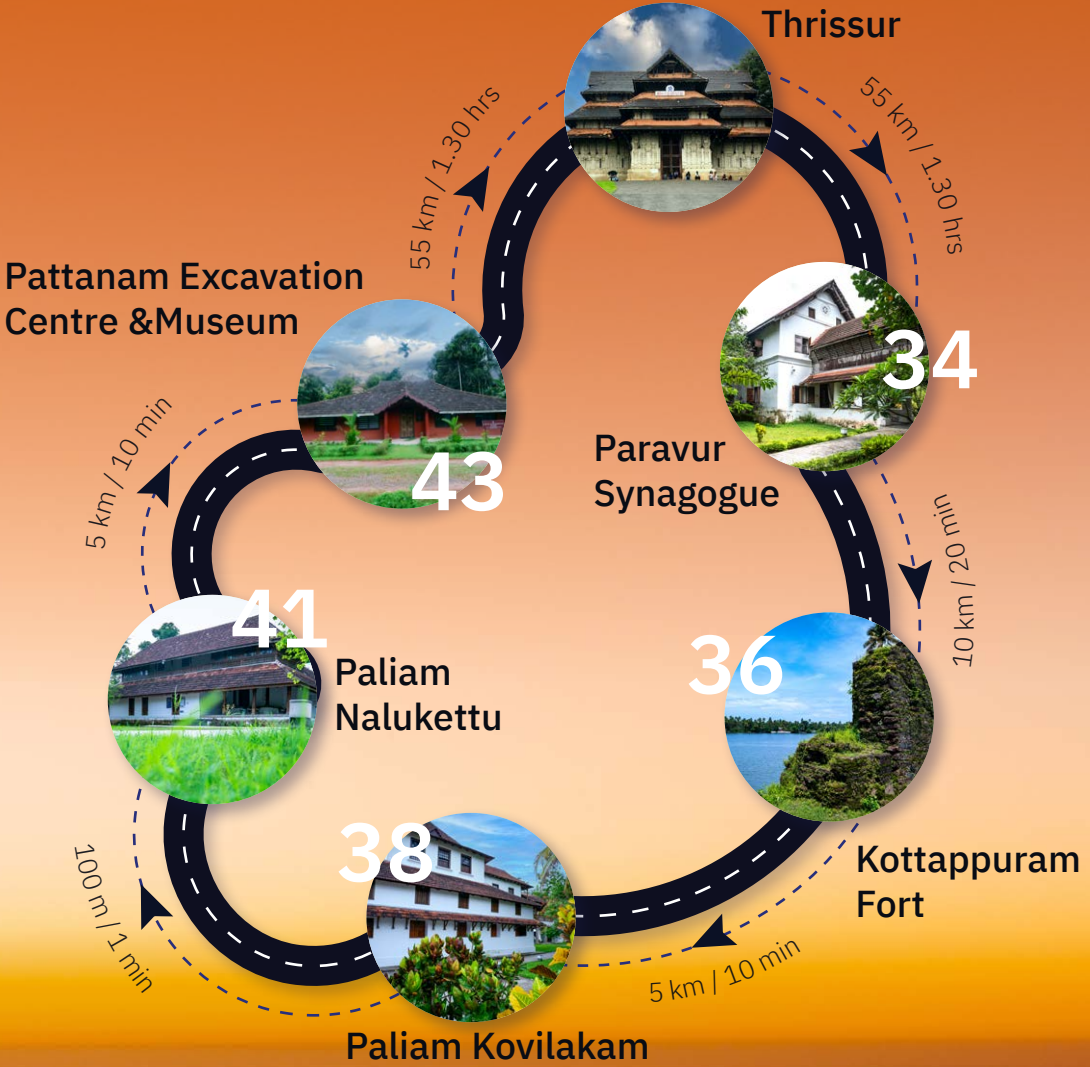 Thrissur
55 km / 1.30 hrs
55 km / 1.30 hrs
Pattanam Excavation
Centre &Museum
34
Paravur
Synagogue
43
5 km / 10 min
10 km / 20 min
41
36
Paliam
Nalukettu
38
Kottappuram
Fort
100 m / 1 min
5 km / 10 min
Paliam Kovilakam